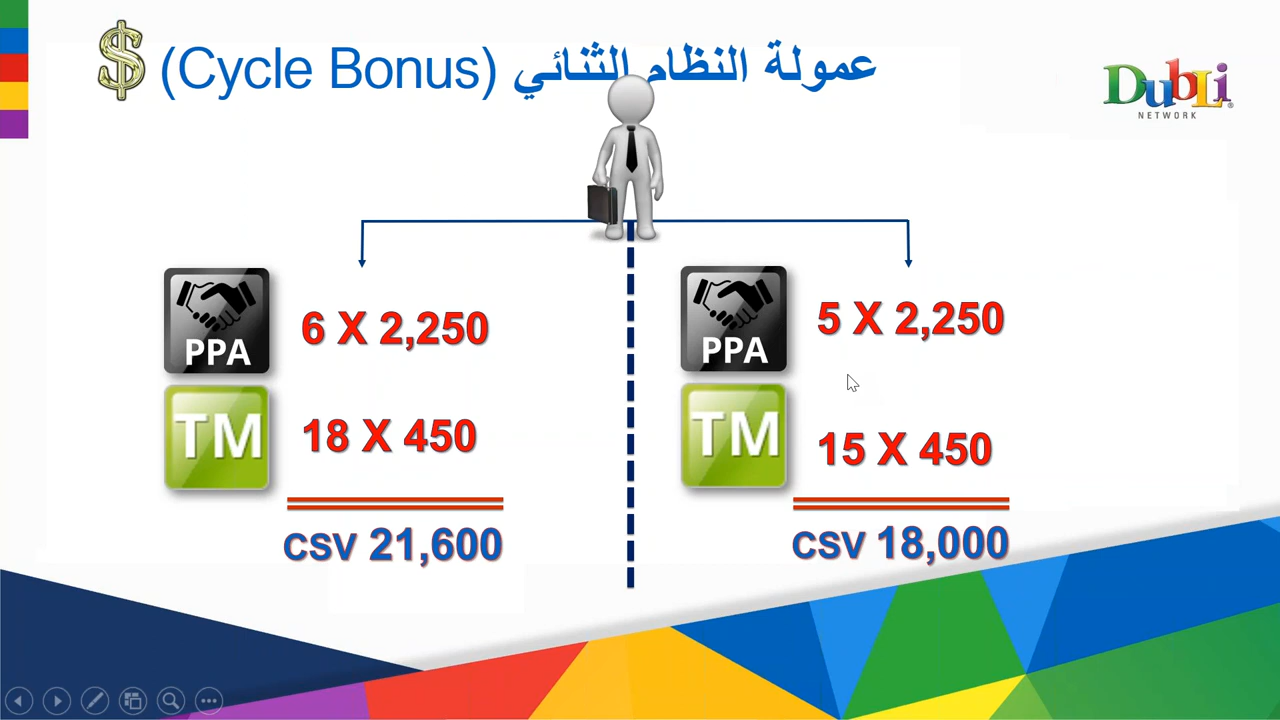 عمولة النظام الثنائي (Cycle Bonus)
DubLi®
NETWORK
PPA
6 X 2,250
TM
18 X 450
CSV 21,600
PPA
5 X 2,250
TM
15 X 450
CSV 18,000